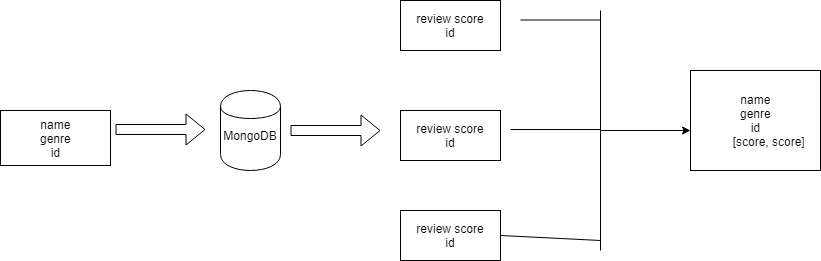 name
genre
id
MongoDB
review score
id
review score
id
review score
id
name
genre
id
[score, score]